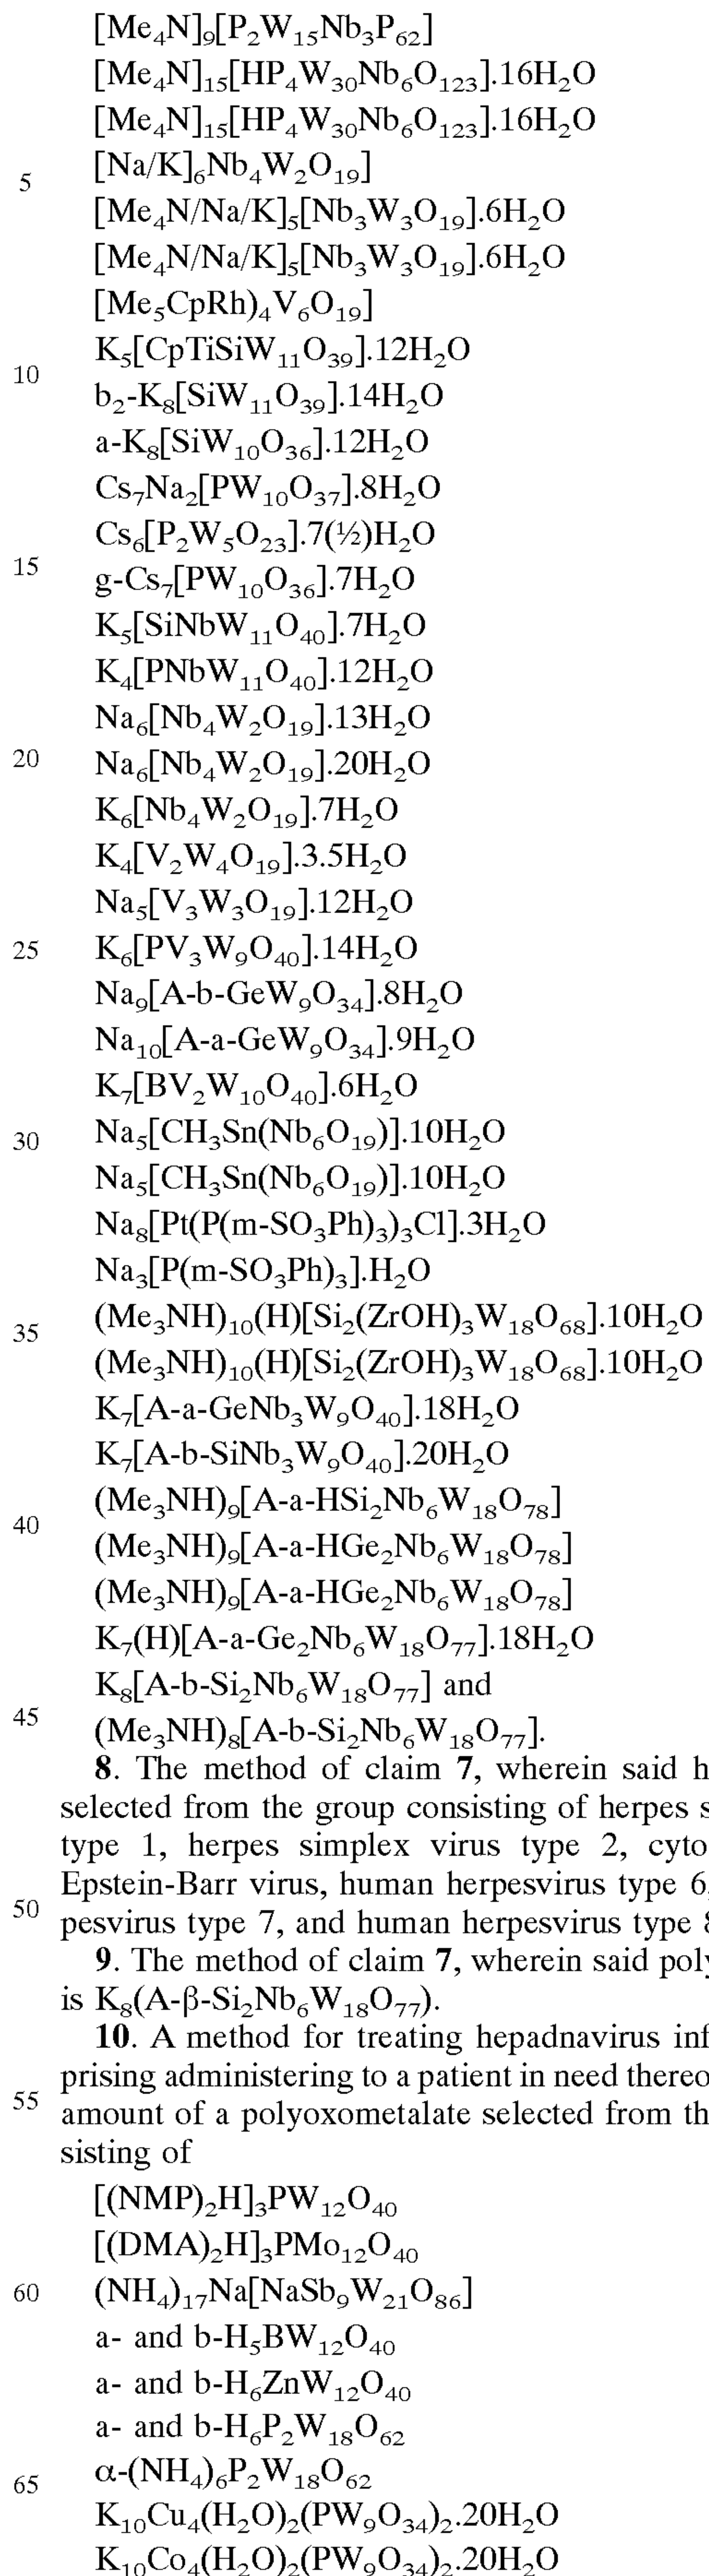 [Me₄N]₉[P₂W₁₅Nb₃P₆₂]
[Me₄N]₁₅[HP₄W₃₀Nb₆O₁₂₃].16H₂O
[Me₄N]₁₅[HP₄W₃₀Nb₆O₁₂₃].16H₂O
5 [Na/K]₆Nb₄W₂O₁₉]
[Me₄N/Na/K]₅[Nb₃W₃O₁₉].6H₂O
[Me₄N/Na/K]₅[Nb₃W₃O₁₉].6H₂O
[Me₅CpRh)₄V₆O₁₉]
10 K₅[CpTiSiW₁₁O₃₉].12H₂O
b₂-K₈[SiW₁₁O₃₉].14H₂O
a-K₈[SiW₁₀O₃₆].12H₂O
Cs₇Na₂[PW₁₀O₃₇].8H₂O
Cs₆[P₂W₅O₂₃].7(½)H₂O
15 g-Cs₇[PW₁₀O₃₆].7H₂O
K₅[SiNbW₁₁O₄₀].7H₂O
K₄[PNbW₁₁O₄₀].12H₂O
Na₆[Nb₄W₂O₁₉].13H₂O
20 Na₆[Nb₄W₂O₁₉].20H₂O
K₆[Nb₄W₂O₁₉].7H₂O
K₄[V₂W₄O₁₉].3.5H₂O
Na₅[V₃W₃O₁₉].12H₂O
25 K₆[PV₃W₉O₄₀].14H₂O
Na₉[A-b-GeW₉O₃₄].8H₂O
Na₁₀[A-a-GeW₉O₃₄].9H₂O
K₇[BV₂W₁₀O₄₀].6H₂O
30 Na₅[CH₃Sn(Nb₆O₁₉)].10H₂O
Na₅[CH₃Sn(Nb₆O₁₉)].10H₂O
Na₈[Pt(P(m-SO₃Ph)₃)₃Cl].3H₂O
Na₃[P(m-SO₃Ph)₃].H₂O
35 (Me₃NH)₁₀(H)[Si₂(ZrOH)₃W₁₈O₆₈].10H₂O
(Me₃NH)₁₀(H)[Si₂(ZrOH)₃W₁₈O₆₈].10H₂O
K₇[A-a-GeNb₃W₉O₄₀].18H₂O
K₇[A-b-SiNb₃W₉O₄₀].20H₂O
40 (Me₃NH)₉[A-a-HSi₂Nb₆W₁₈O₇₈]
(Me₃NH)₉[A-a-HGe₂Nb₆W₁₈O₇₈]
(Me₃NH)₉[A-a-HGe₂Nb₆W₁₈O₇₈]
K₇(H)[A-a-Ge₂Nb₆W₁₈O₇₇].18H₂O
K₈[A-b-Si₂Nb₆W₁₈O₇₇] and
45 (Me₃NH)₈[A-b-Si₂Nb₆W₁₈O₇₇].
8. The method of claim 7, wherein said h
selected from the group consisting of herpes s
type 1, herpes simplex virus type 2, cyto
Epstein-Barr virus, human herpesvirus type 6,
50 pesvirus type 7, and human herpesvirus type 8
9. The method of claim 7, wherein said poly
is K₈(A-β-Si₂Nb₆W₁₈O₇₇).
10. A method for treating hepadnavirus inf
prising administering to a patient in need thereo
55 amount of a polyoxometalate selected from th
sisting of
[(NMP)₂H]₃PW₁₂O₄₀
[(DMA)₂H]₃PMo₁₂O₄₀
60 (NH₄)₁₇Na[NaSb₉W₂₁O₈₆]
a- and b-H₅BW₁₂O₄₀
a- and b-H₆ZnW₁₂O₄₀
a- and b-H₆P₂W₁₈O₆₂
65 α-(NH₄)₆P₂W₁₈O₆₂
K₁₀Cu₄(H₂O)₂(PW₉O₃₄)₂.20H₂O
K₁₀Co₄(H₂O)₂(PW₉O₃₄)₂.20H₂O